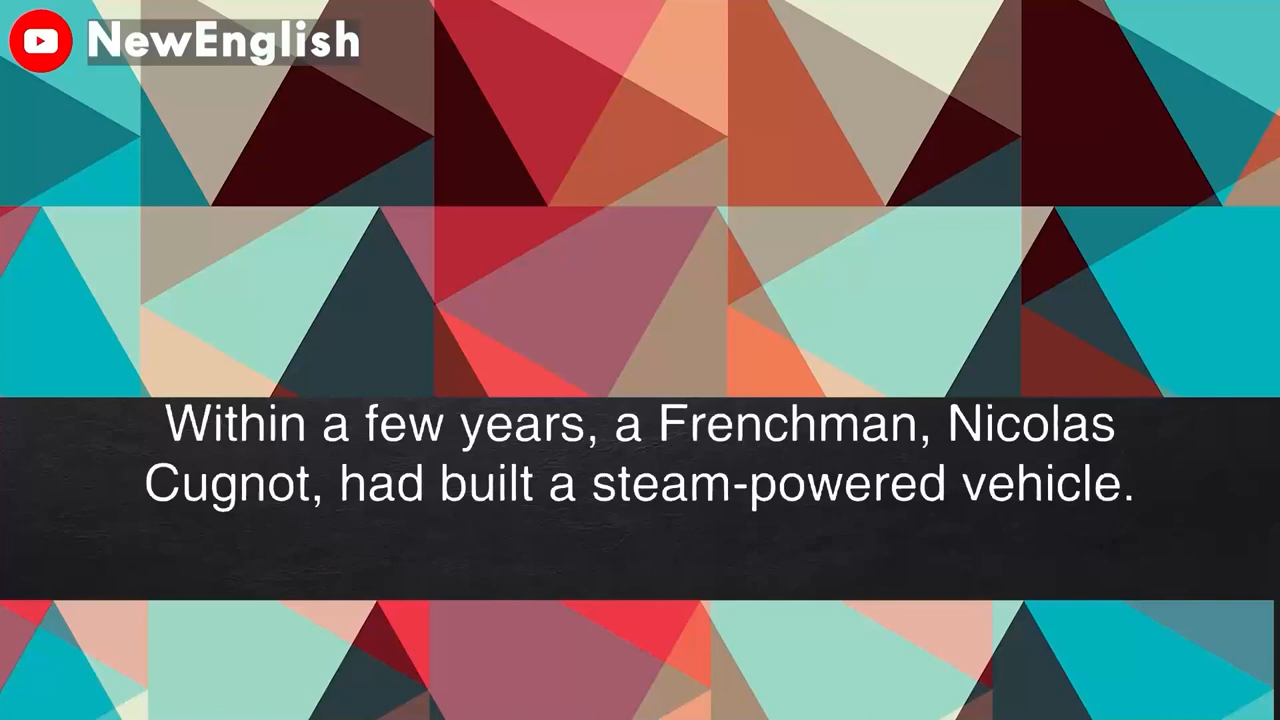 NewEnglish
Within a few years, a Frenchman, Nicolas
Cugnot, had built a steam-powered vehicle.